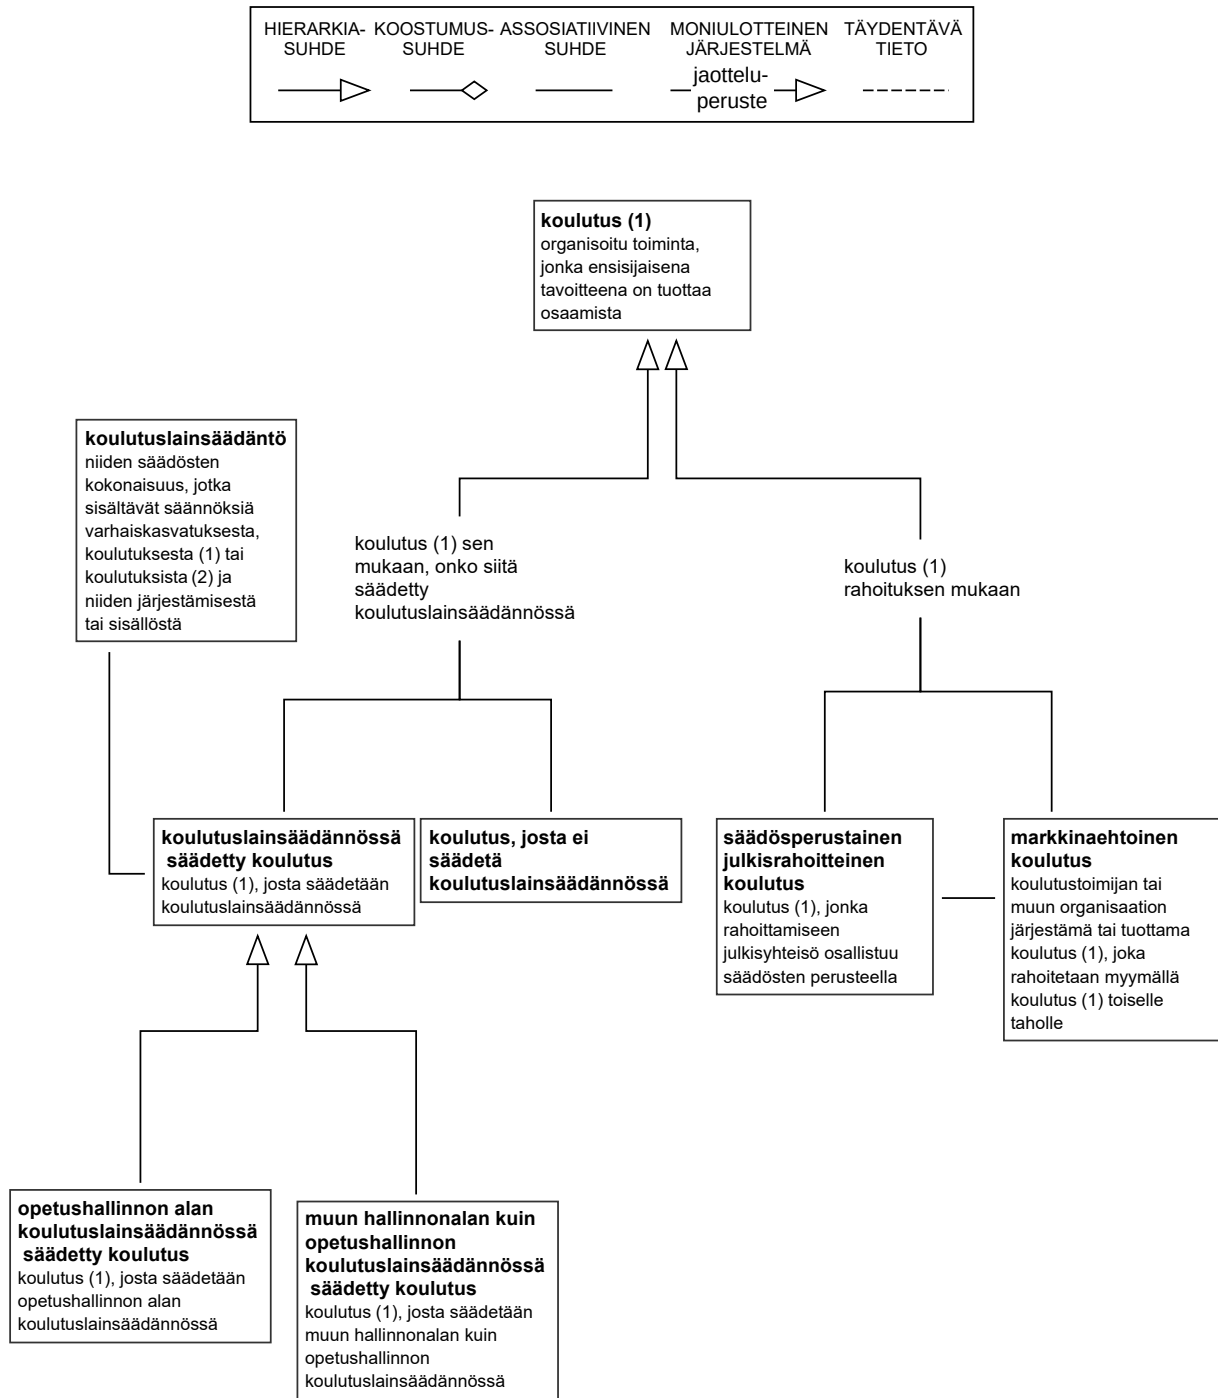 HIERARKIA-
SUHDE
KOOSTUMUS-
SUHDE
ASSOSIATIIVINEN
SUHDE
MONIULOTTEINEN
JÄRJESTELMÄ
jaottelu-
peruste
TÄYDENTÄVÄ
TIETO
koulutus (1)
organisoitu toiminta,
jonka ensisijaisena
tavoitteena on tuottaa
osaamista
koulutuslainsäädäntö
niiden säädösten
kokonaisuus, jotka
sisältävät säännöksiä
varhaiskasvatuksesta,
koulutuksesta (1) tai
koulutuksista (2) ja
niiden järjestämisestä
tai sisällöstä
koulutus (1) sen
mukaan, onko siitä
säädetty
koulutuslainsäädännössä
koulutus (1)
rahoituksen mukaan
koulutuslainsäädännössä
säädetty koulutus
koulutus (1), josta säädetään
koulutuslainsäädännössä
koulutus, josta ei
säädetä
koulutuslainsäädännössä
säädösperustainen
julkisrahoitteinen
koulutus
koulutus (1), jonka
rahoittamiseen
julkisyhteisö osallistuu
säädösten perusteella
markkinaehtoinen
koulutus
koulutustoimijan tai
muun organisaation
järjestämä tai tuottama
koulutus (1), joka
rahoitetaan myymällä
koulutus (1) toiselle
taholle
opetushallinnon alan
koulutuslainsäädännössä
säädetty koulutus
koulutus (1), josta säädetään
opetushallinnon alan
koulutuslainsäädännössä
muun hallinnonalan kuin
opetushallinnon
koulutuslainsäädännössä
säädetty koulutus
koulutus (1), josta säädetään
muun hallinnonalan kuin
opetushallinnon
koulutuslainsäädännössä